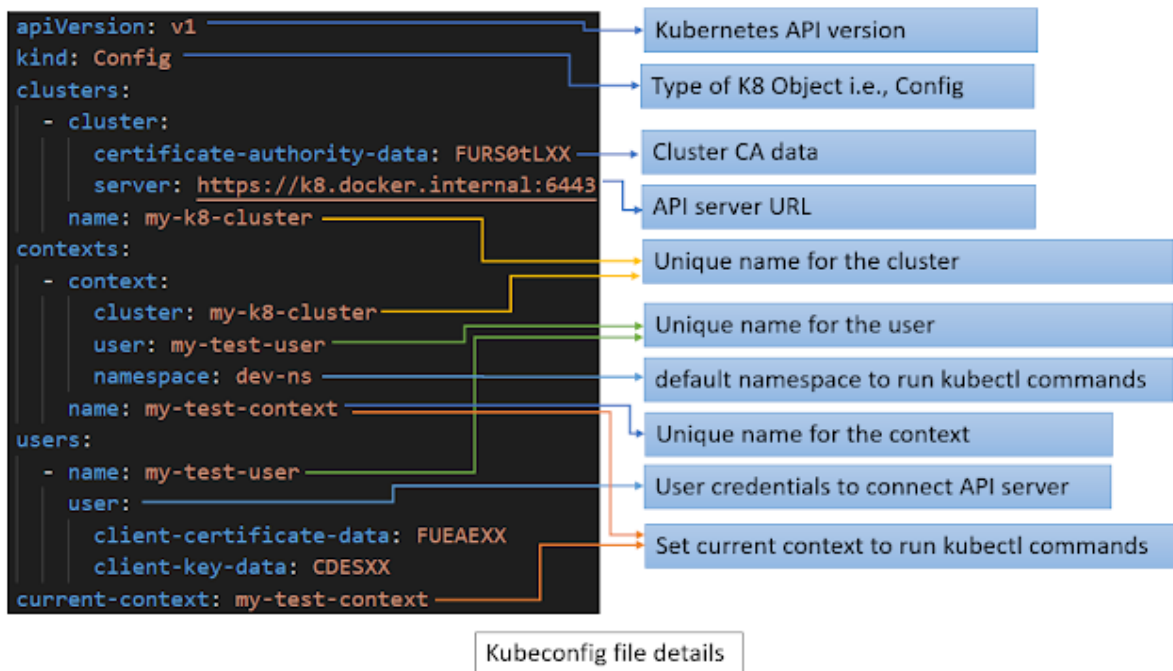 apiVersion: v1
kind: Config
clusters:
- cluster:
certificate-authority-data: FURS0tLXX
server: https://k8.docker.internal:6443
name: my-k8-cluster
contexts:
- context:
cluster: my-k8-cluster
user: my-test-user
namespace: dev-ns
name: my-test-context
users:
- name: my-test-user
user:
client-certificate-data: FUEAEXX
client-key-data: CDESXX
current-context: my-test-context
Kubernetes API version
Type of K8 Object i.e., Config
Cluster CA data
API server URL
Unique name for the cluster
Unique name for the user
default namespace to run kubectl commands
Unique name for the context
User credentials to connect API server
Set current context to run kubectl commands
Kubeconfig file details